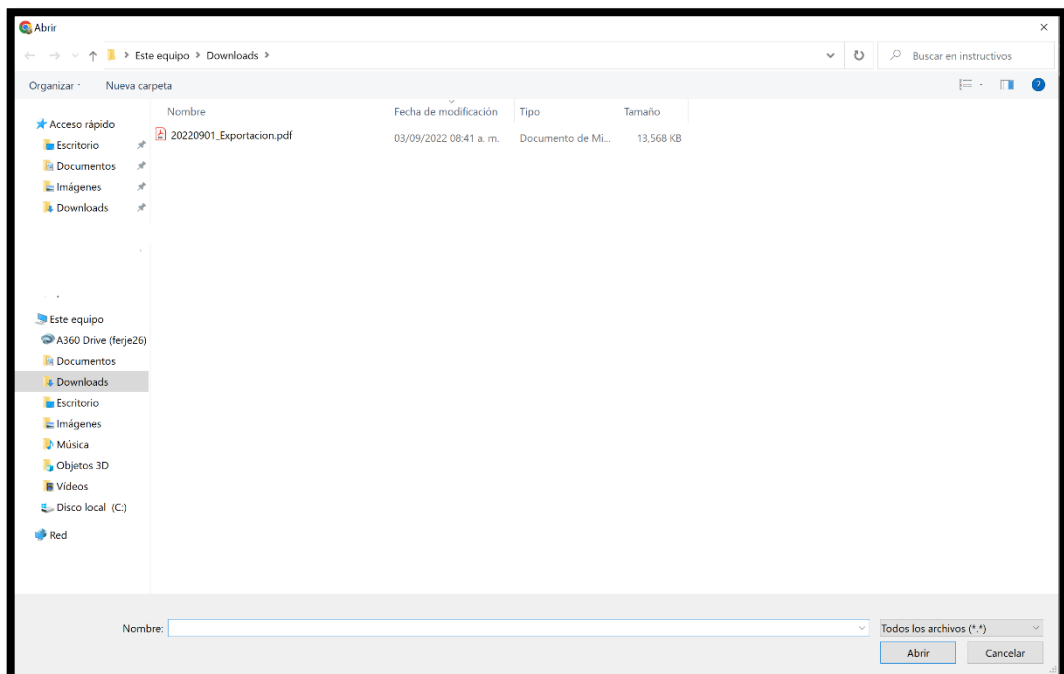 Abrir
Este equipo > Downloads >
Buscar en instructivos
Organizar
Nueva carpeta
Nombre
Fecha de modificación
Tipo
Tamaño
20220901_Exportacion.pdf
03/09/2022 08:41 a. m.
Documento de Mi...
13,568 KB
Acceso rápido
Escritorio
Documentos
Imágenes
Downloads
Este equipo
A360 Drive (ferje26)
Documentos
Downloads
Escritorio
Imágenes
Música
Objetos 3D
Vídeos
Disco local (C:)
Red
Nombre:
Todos los archivos (*.*)
Abrir
Cancelar